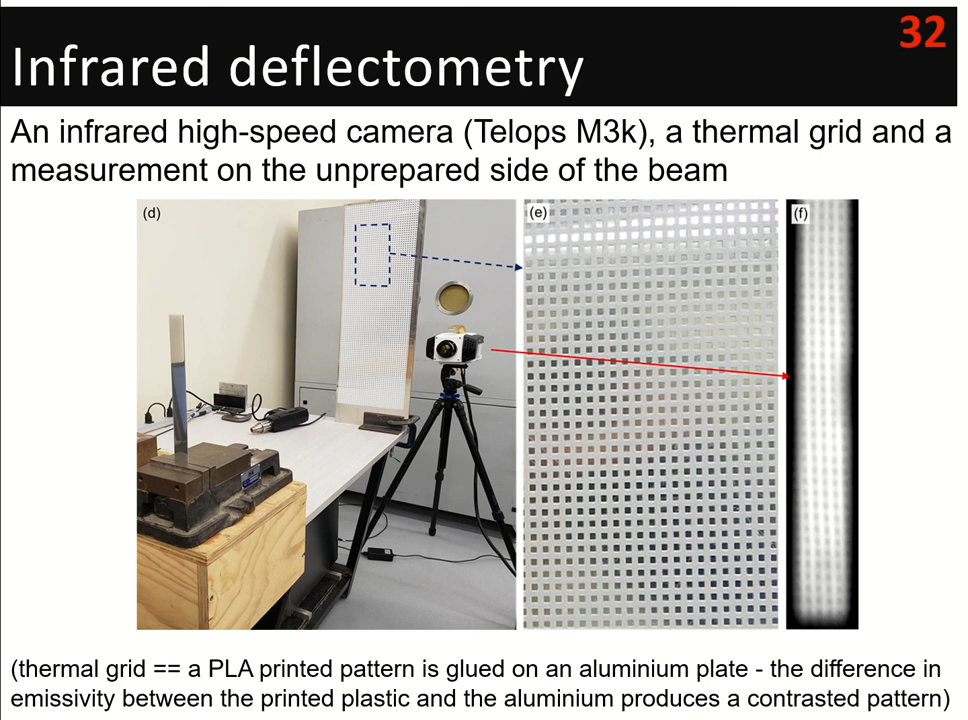 32
Infrared deflectometry
An infrared high-speed camera (Telops M3k), a thermal grid and a
measurement on the unprepared side of the beam
(d)
(e)
(f)
(thermal grid == a PLA printed pattern is glued on an aluminium plate - the difference in
emissivity between the printed plastic and the aluminium produces a contrasted pattern)